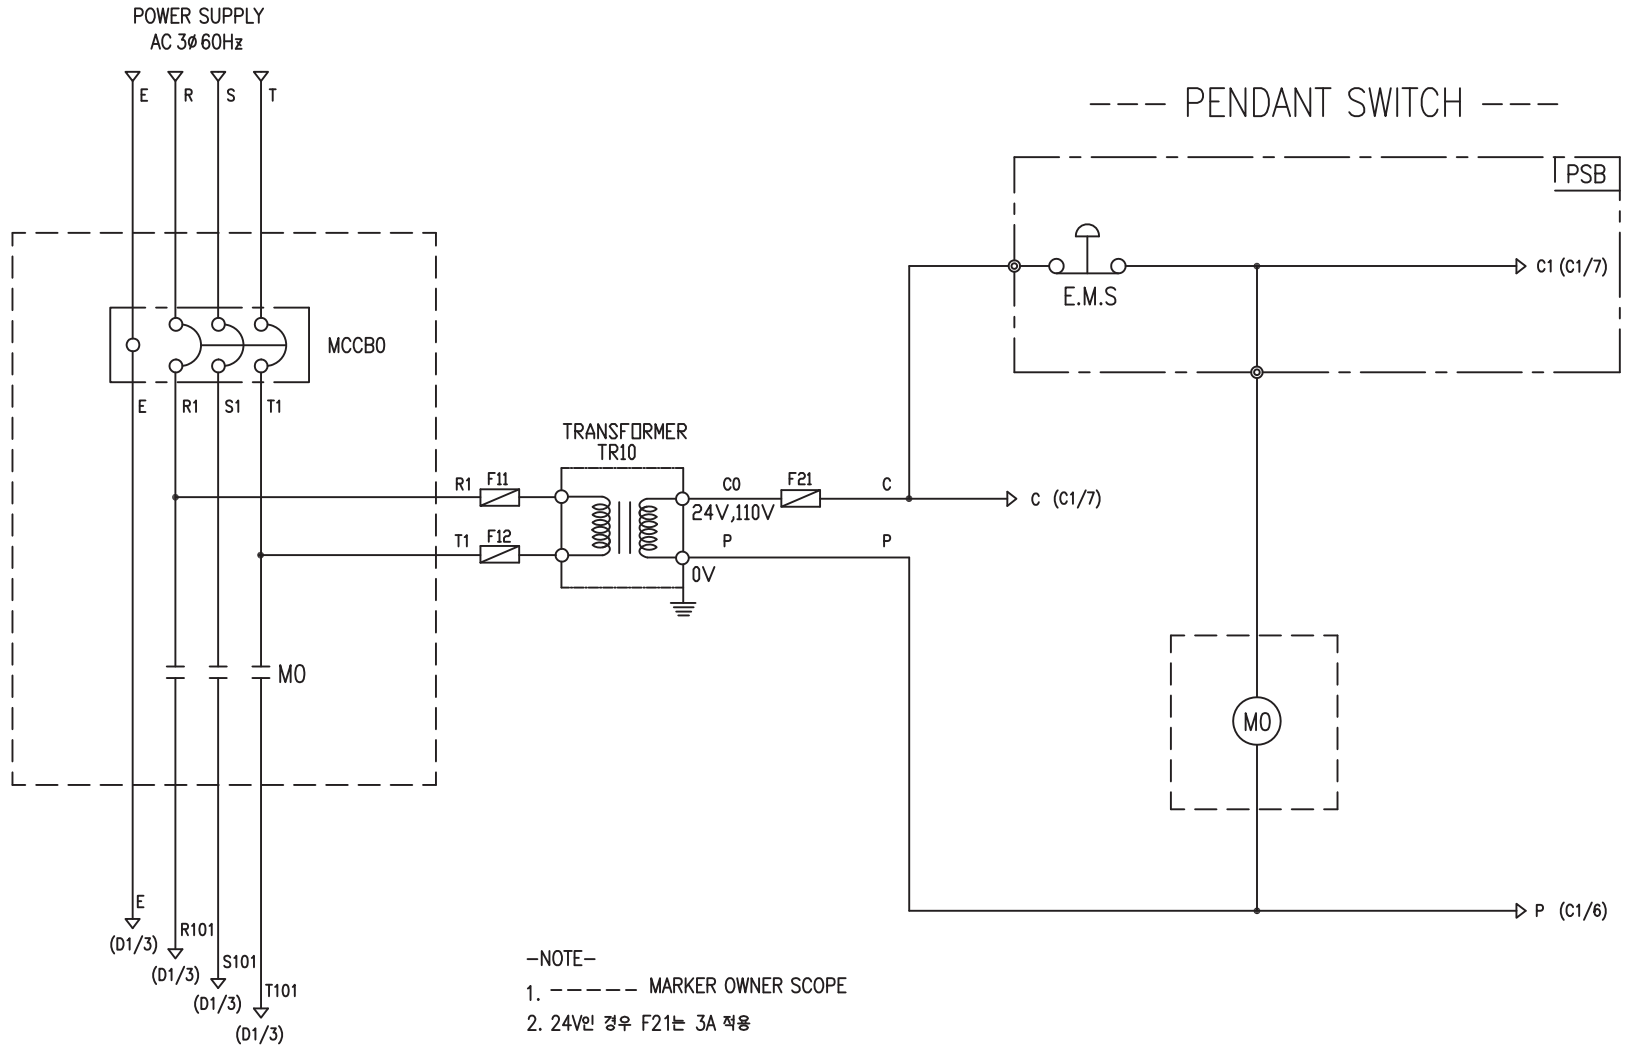 POWER SUPPLY
AC 3ø 60Hz
E R S T
PENDANT SWITCH
PSB
C1 (C1/7)
E.M.S
MCCB0
E R1 S1 T1
TRANSFORMER
TR10
R1 F11
C0 F21 C
C (C1/7)
24V,110V
T1 F12
P P
0V
M0
M0
E
(D1/3)
R101
(D1/3)
S101
(D1/3)
T101
(D1/3)
P (C1/6)
-NOTE-
1. ------ MARKER OWNER SCOPE
2. 24V인 경우 F21는 3A 적용